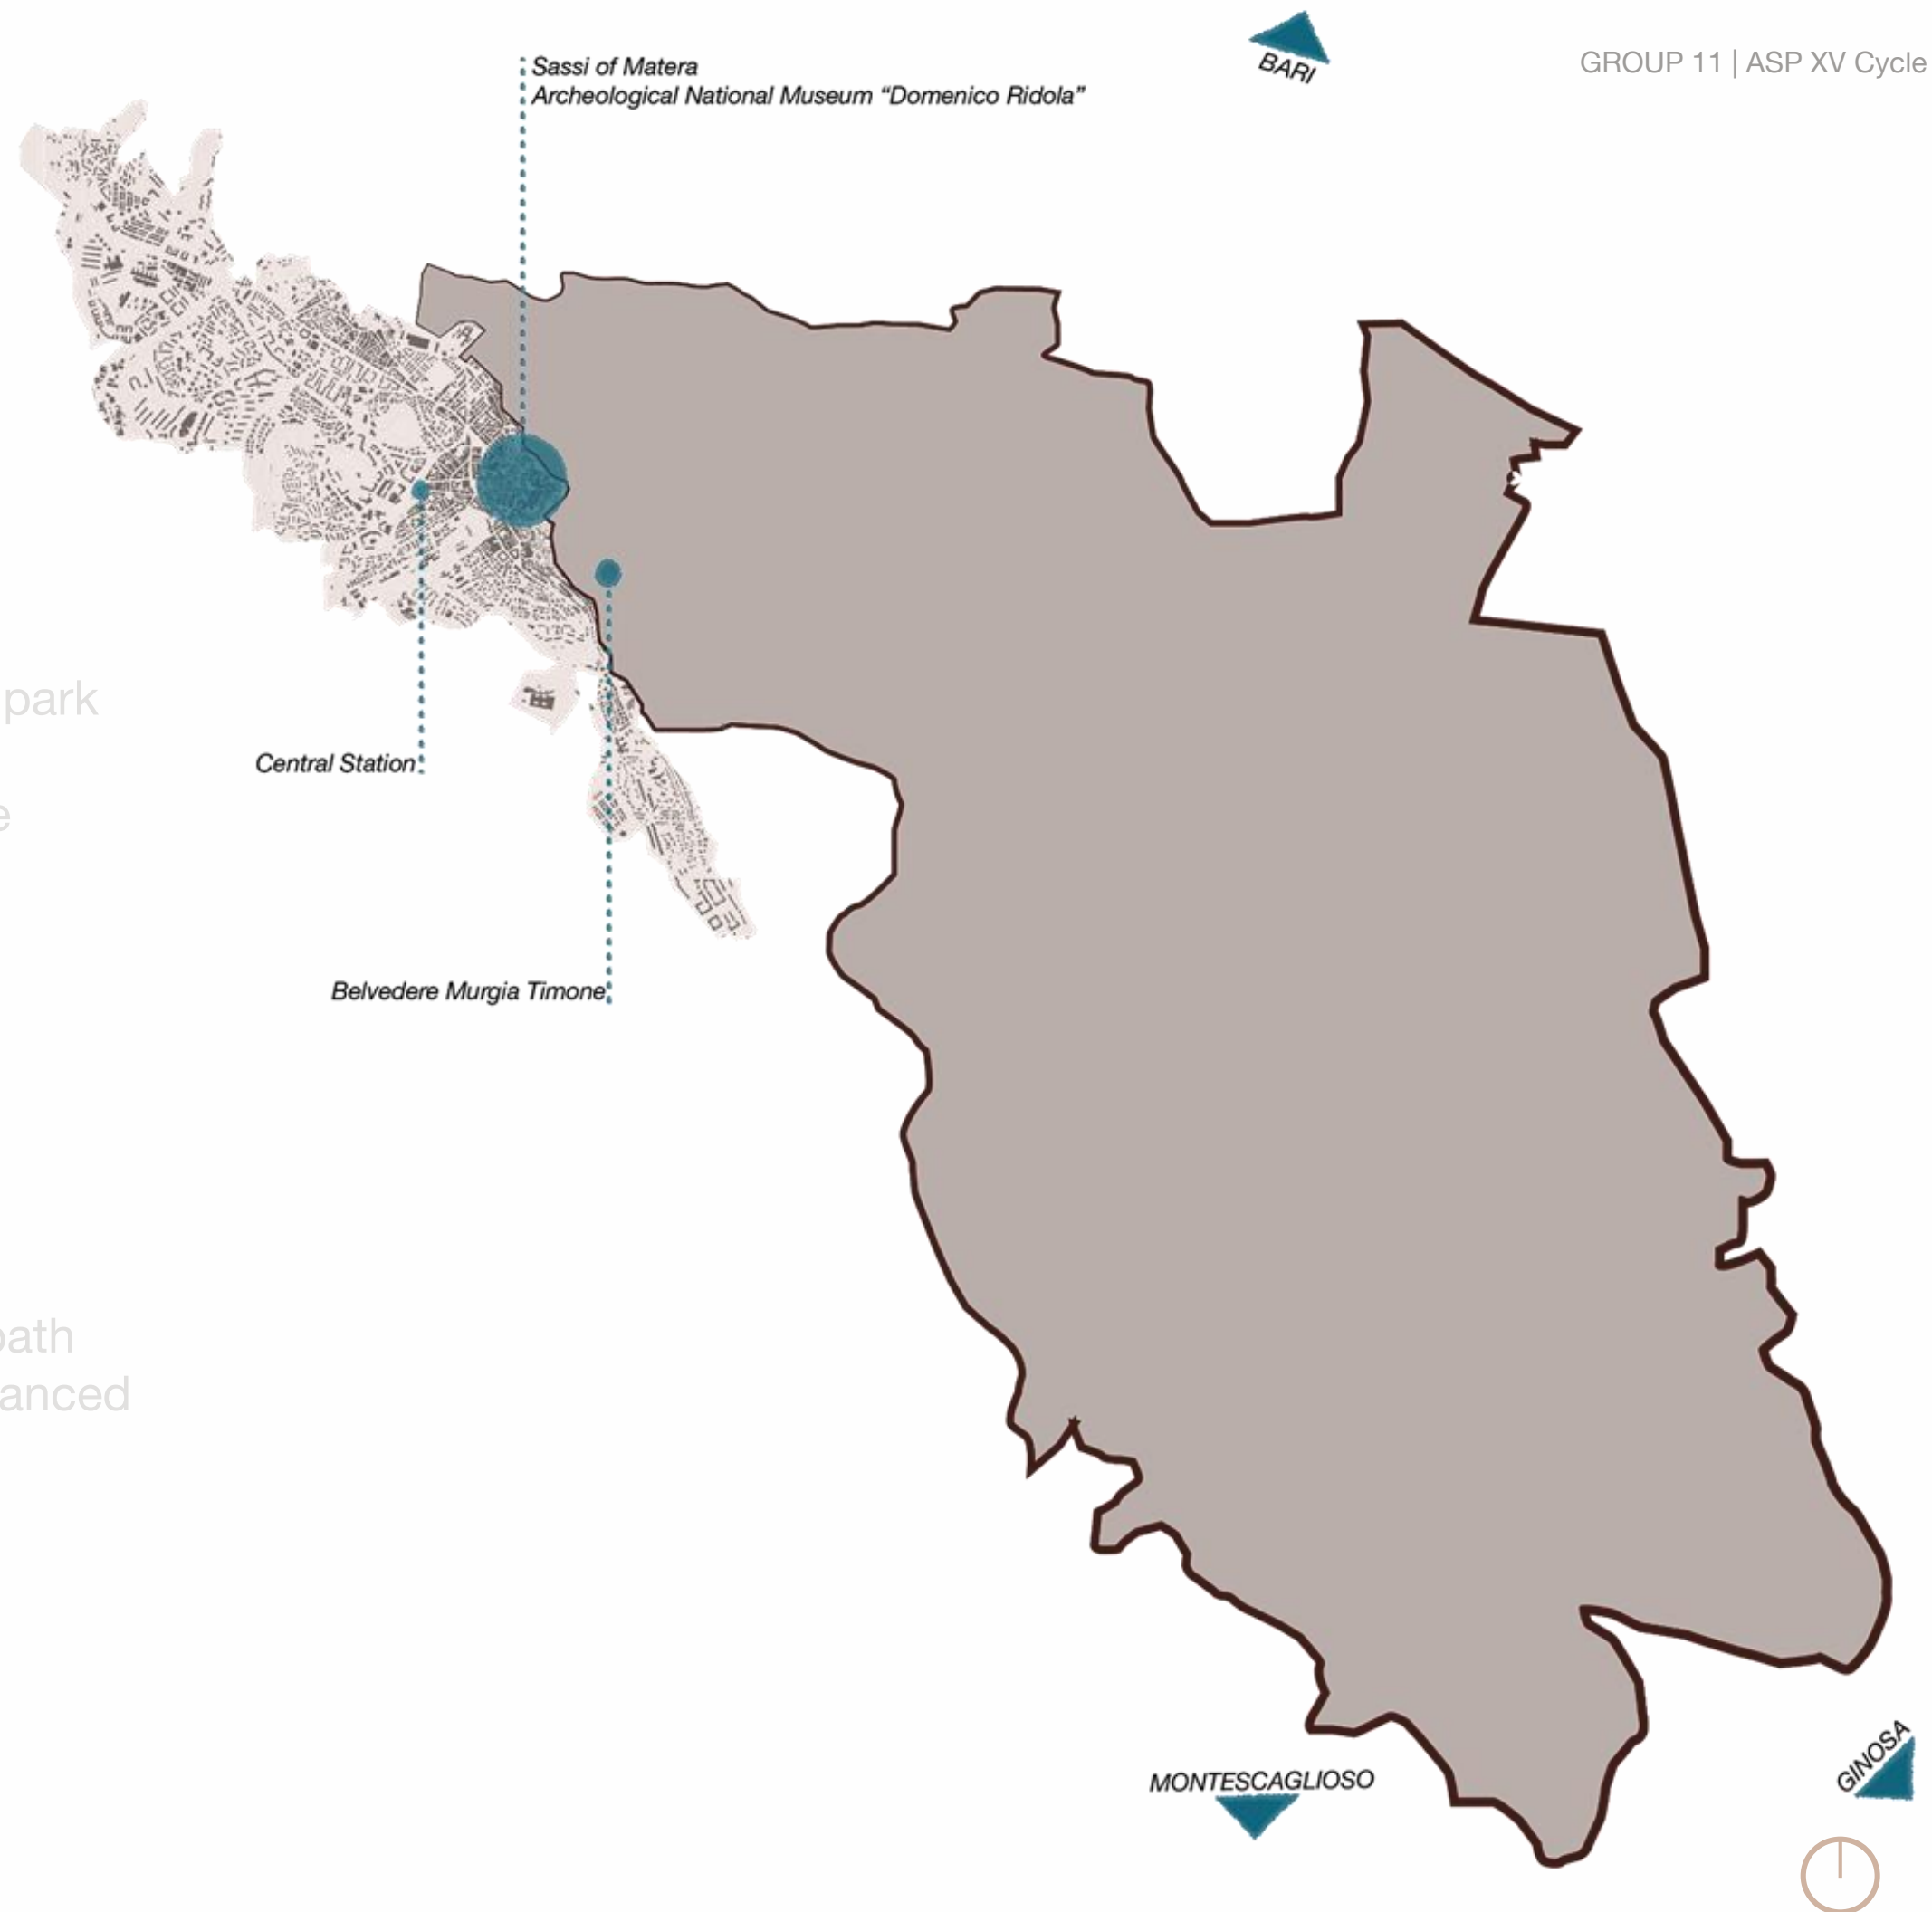 GROUP 11 | ASP XV Cycle
BARI
Sassi of Matera
Archeological National Museum “Domenico Ridola”
park
Central Station
e
Belvedere Murgia Timone
path
anced
MONTESCAGLIOSO
GINOSA